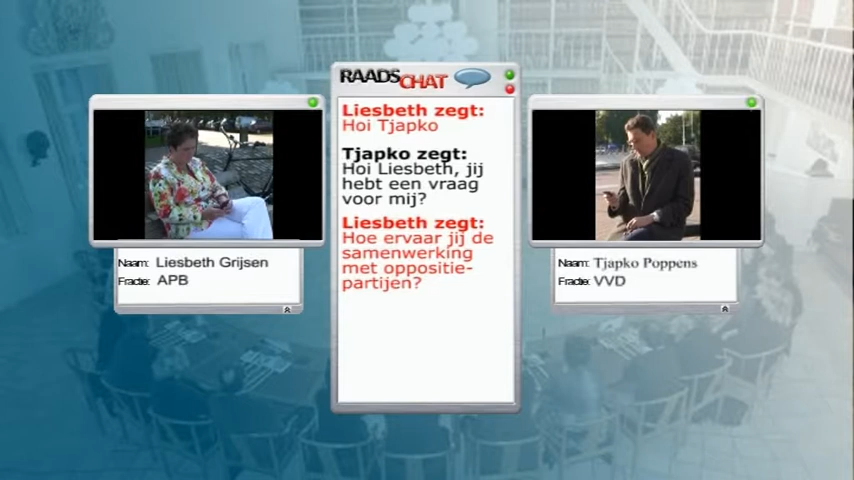 RAADSCHAT
Liesbeth zegt:
Hoi Tjapko
Tjapko zegt:
Hoi Liesbeth, jij
hebt een vraag
voor mij?
Liesbeth zegt:
Hoe ervaar jij de
samenwerking
met oppositie-
partijen?
Naam: Liesbeth Grijsen
Fractie: APB
Naam: Tjapko Poppens
Fractie: VVD